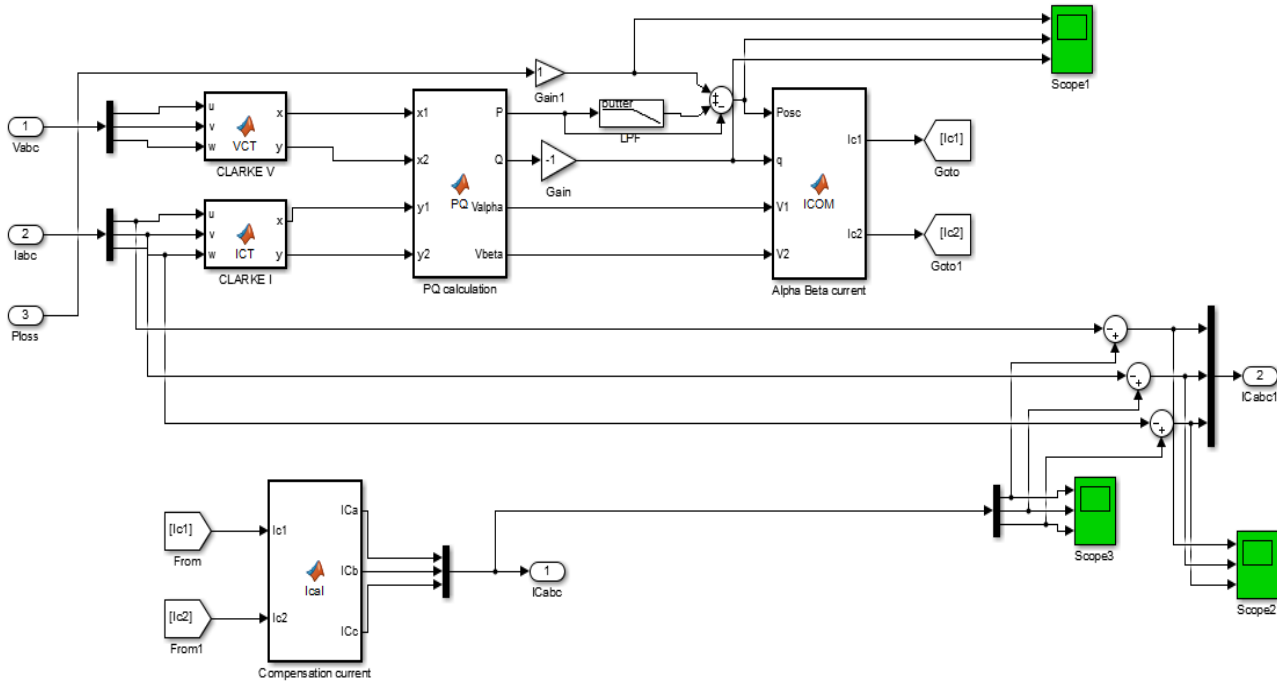 1
Vabc
2
Iabc
3
Ploss
u
v
w
VCT
x
y
CLARKE V
u
v
w
ICT
x
y
CLARKE I
x1
x2
y1
y2
PQ
P
Q
Valpha
Vbeta
PQ calculation
1
Gain1
butter
LPF
-1
Gain
+
+
-
Posc
q
V1
V2
ICOM
Ic1
Ic2
Alpha Beta current
[Ic1]
Goto
[Ic2]
Goto1
Scope1
-
+
-
+
-
+
2
ICabc1
[Ic1]
From
[Ic2]
From1
Ic1
Ic2
Ical
ICa
ICb
ICc
Compensation current
1
ICabc
Scope3
Scope2